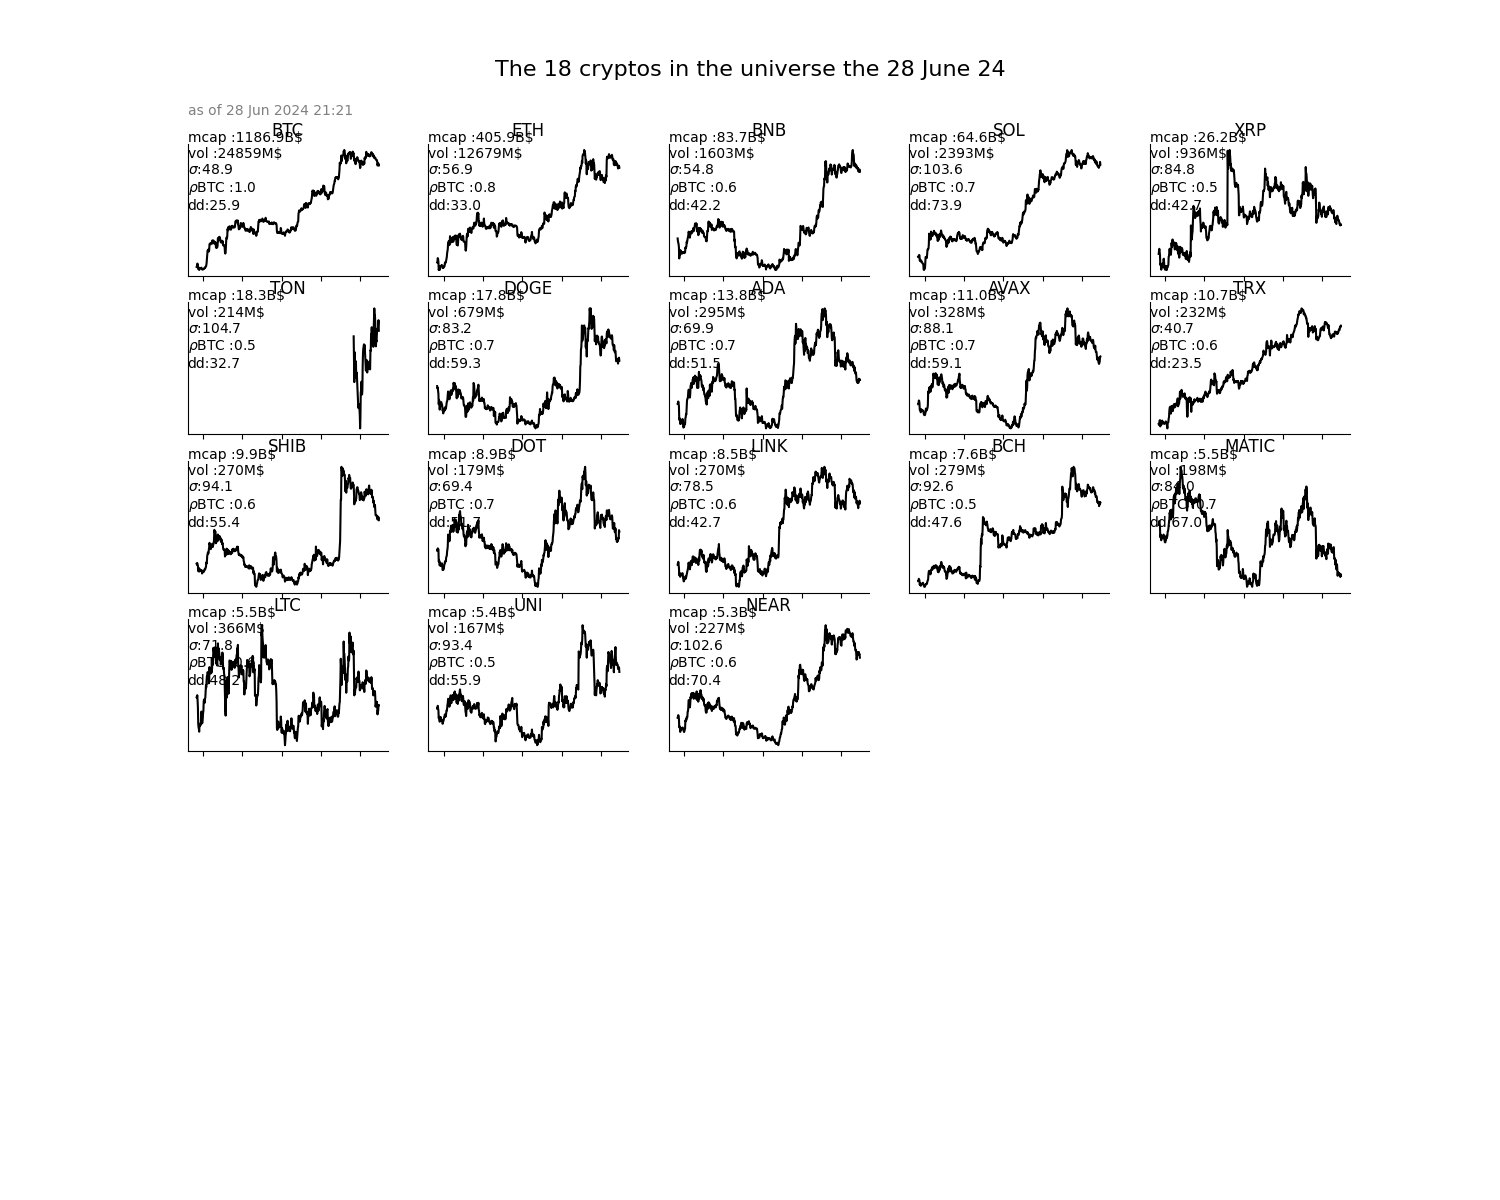 The 18 cryptos in the universe the 28 June 24
as of 28 Jun 2024 21:21
BTC
mcap :1186.9B$
vol :24859M$
σ:48.9
ρBTC :1.0
dd:25.9
ETH
mcap :405.9B$
vol :12679M$
σ:56.9
ρBTC :0.8
dd:33.0
BNB
mcap :83.7B$
vol :1603M$
σ:54.8
ρBTC :0.6
dd:42.2
SOL
mcap :64.6B$
vol :2393M$
σ:103.6
ρBTC :0.7
dd:73.9
XRP
mcap :26.2B$
vol :936M$
σ:84.8
ρBTC :0.5
dd:42.7
TON
mcap :18.3B$
vol :214M$
σ:104.7
ρBTC :0.5
dd:32.7
DOGE
mcap :17.8B$
vol :679M$
σ:83.2
ρBTC :0.7
dd:59.3
ADA
mcap :13.8B$
vol :295M$
σ:69.9
ρBTC :0.7
dd:51.5
AVAX
mcap :11.0B$
vol :328M$
σ:88.1
ρBTC :0.7
dd:59.1
TRX
mcap :10.7B$
vol :232M$
σ:40.7
ρBTC :0.6
dd:23.5
SHIB
mcap :9.9B$
vol :270M$
σ:94.1
ρBTC :0.6
dd:55.4
DOT
mcap :8.9B$
vol :179M$
σ:69.4
ρBTC :0.7
LINK
mcap :8.5B$
vol :270M$
σ:78.5
ρBTC :0.6
dd:42.7
BCH
mcap :7.6B$
vol :279M$
σ:92.6
ρBTC :0.5
dd:47.6
MATIC
mcap :5.5B$
vol :198M$
σ:84.0
ρBTC :0.7
dd:67.0
LTC
mcap :5.5B$
vol :366M$
σ:71.8
ρBTC
dd:48.2
UNI
mcap :5.4B$
vol :167M$
σ:93.4
ρBTC :0.5
dd:55.9
NEAR
mcap :5.3B$
vol :227M$
σ:102.6
ρBTC :0.6
dd:70.4